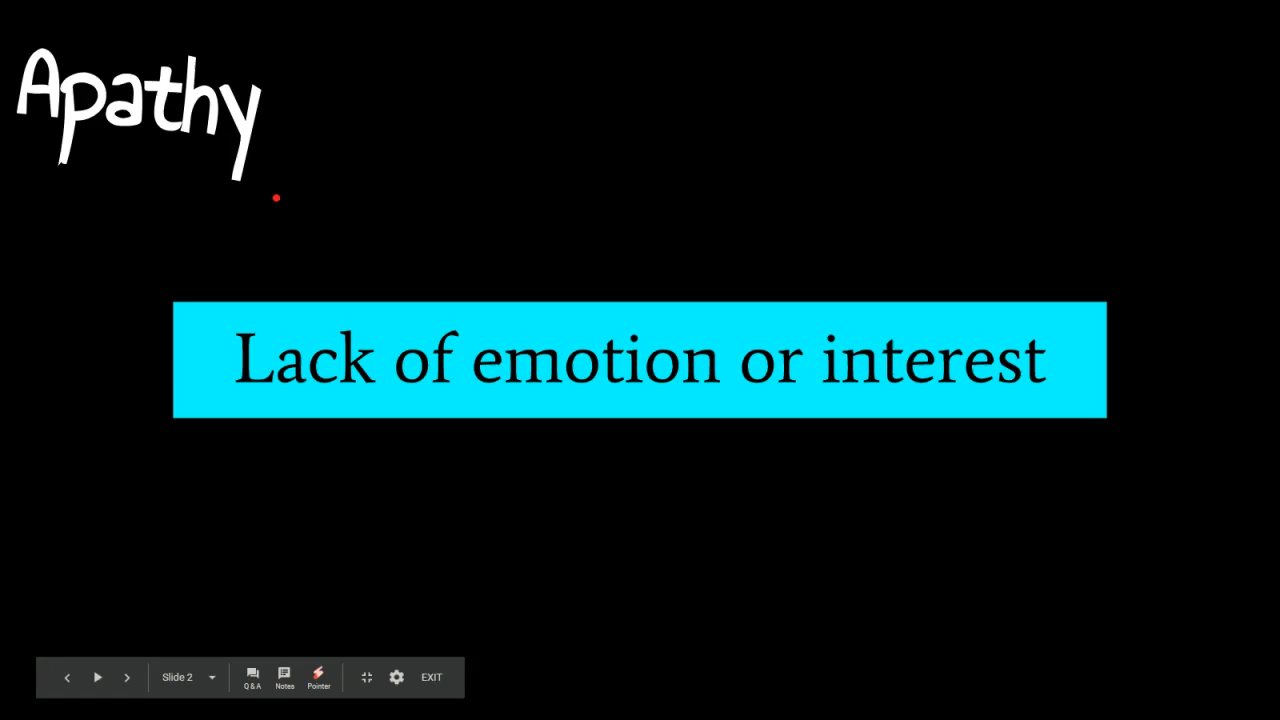 Apathy
Lack of emotion or interest
Slide 2
Q & A
Notes
Pointer
EXIT